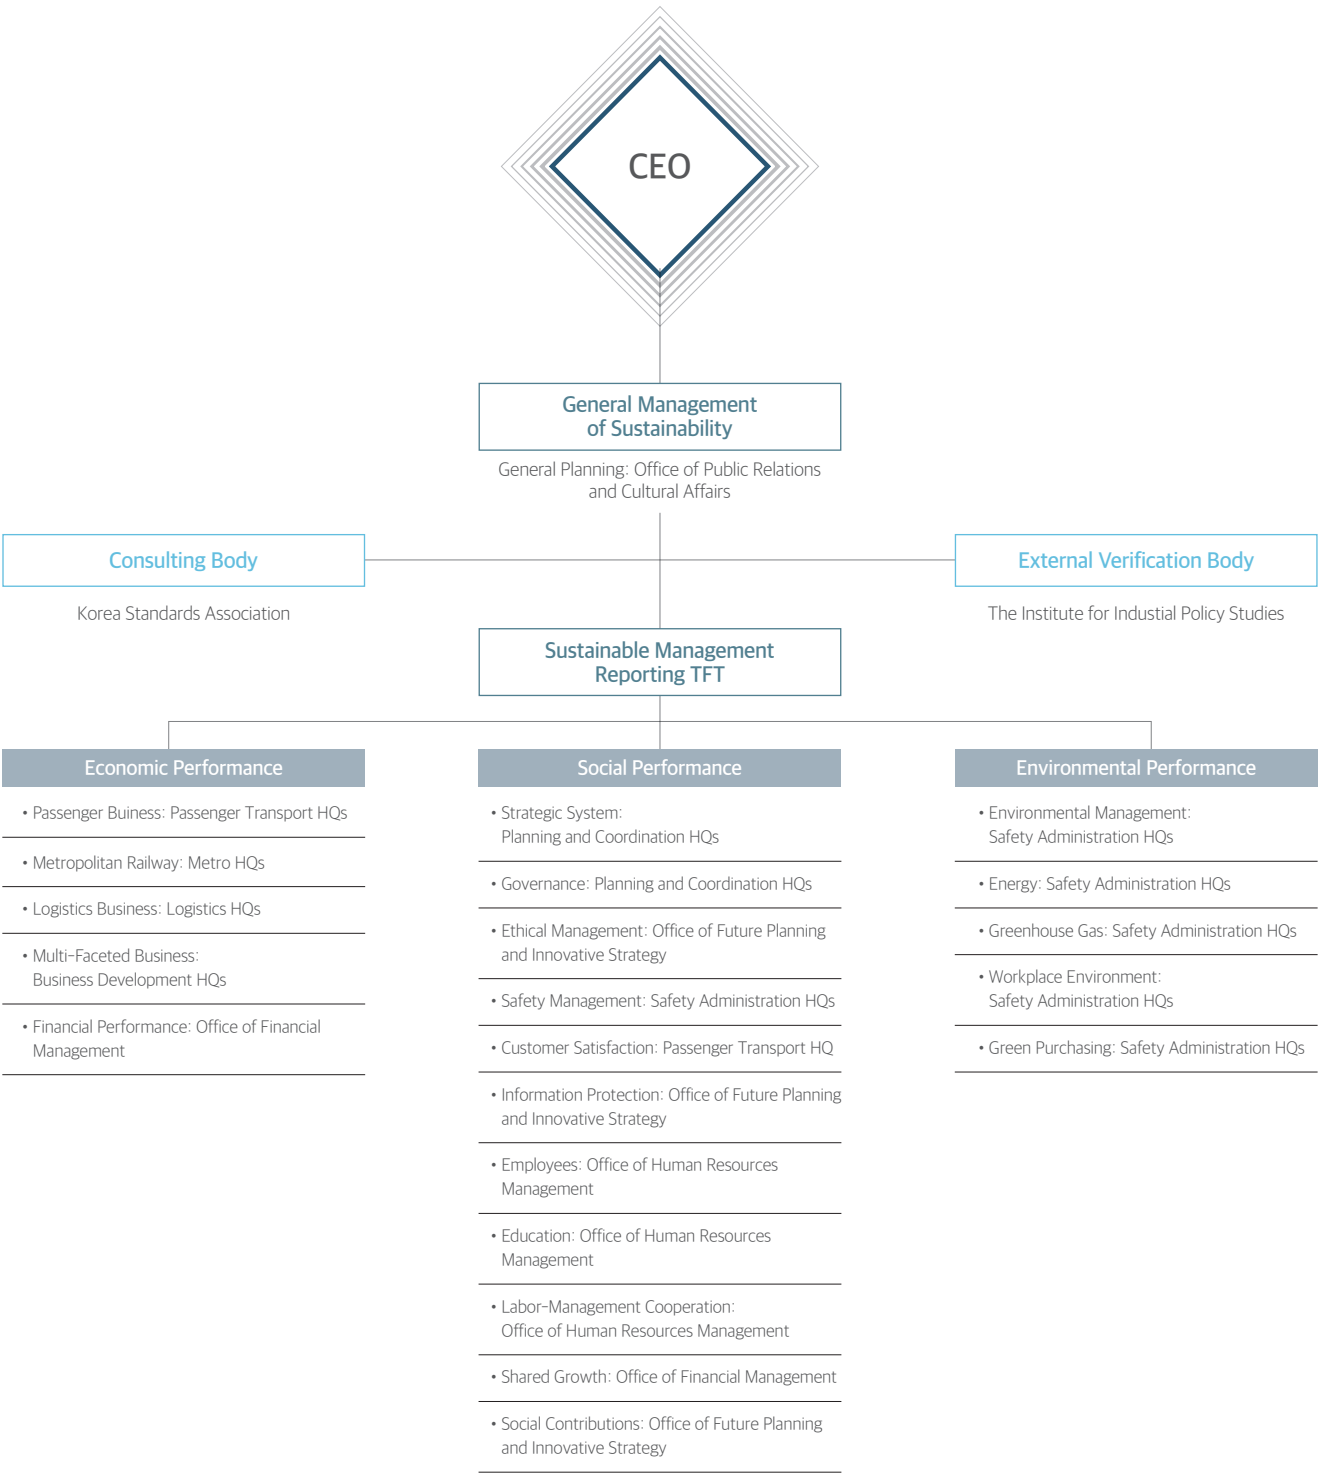 CEO
General Management
of Sustainability
General Planning: Office of Public Relations
and Cultural Affairs
Consulting Body
Korea Standards Association
External Verification Body
The Institute for Industial Policy Studies
Sustainable Management
Reporting TFT
Economic Performance
• Passenger Buiness: Passenger Transport HQs
• Metropolitan Railway: Metro HQs
• Logistics Business: Logistics HQs
• Multi-Faceted Business:
Business Development HQs
• Financial Performance: Office of Financial
Management
Social Performance
• Strategic System:
Planning and Coordination HQs
• Governance: Planning and Coordination HQs
• Ethical Management: Office of Future Planning
and Innovative Strategy
• Safety Management: Safety Administration HQs
• Customer Satisfaction: Passenger Transport HQ
• Information Protection: Office of Future Planning
and Innovative Strategy
• Employees: Office of Human Resources
Management
• Education: Office of Human Resources
Management
• Labor-Management Cooperation:
Office of Human Resources Management
• Shared Growth: Office of Financial Management
• Social Contributions: Office of Future Planning
and Innovative Strategy
Environmental Performance
• Environmental Management:
Safety Administration HQs
• Energy: Safety Administration HQs
• Greenhouse Gas: Safety Administration HQs
• Workplace Environment:
Safety Administration HQs
• Green Purchasing: Safety Administration HQs